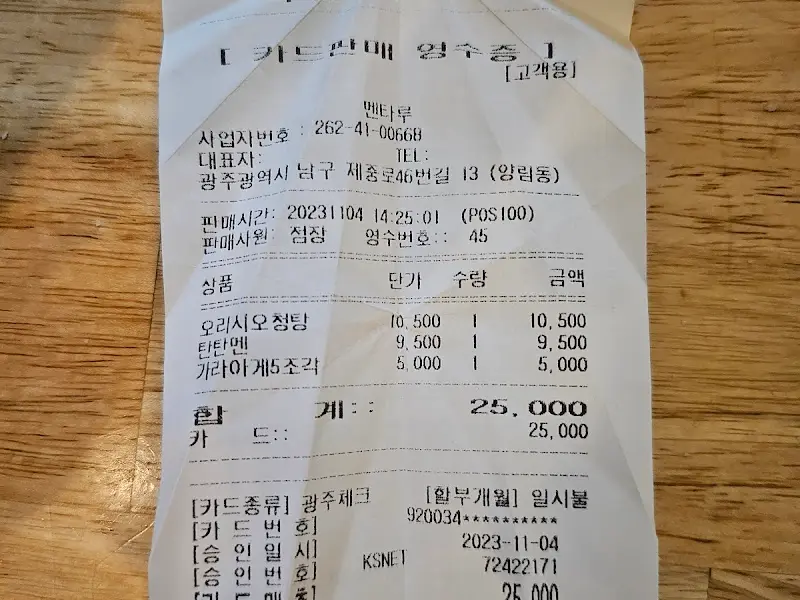 [ 카드판매 영수증 ]
[고객용]
멘타루
사업자번호 : 262-41-00668
대표자: TEL:
광주광역시 남구 제중로46번길 13 (양림동)
판매시간: 20231104 14:25:01 (POS100)
판매사원: 점장 영수번호:: 45
상품 단가 수량 금액
오리시오청탕 10,500 1 10,500
탄탄멘 9,500 1 9,500
가라아게5조각 5,000 1 5,000
합 계:: 25,000
카 드:: 25,000
[카드종류] 광주체크 [할부개월] 일시불
[카 드 번 호] 920034**********
[승 인 일 시] 2023-11-04
[승 인 번 호] KSNET 72422171
25,000